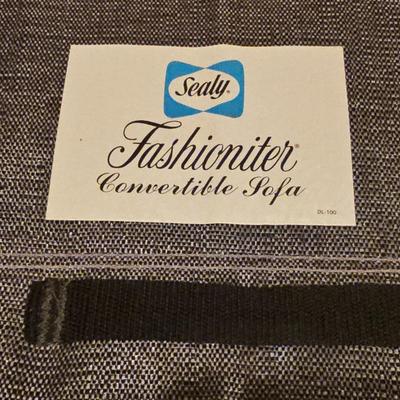 Sealy®
Fashioniter®
Convertible Sofa
DL-100